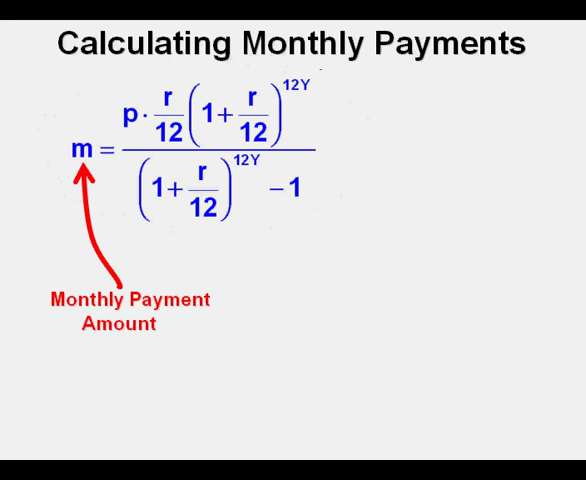 Calculating Monthly Payments
m = p · r/12 (1 + r/12)^12Y / (1 + r/12)^12Y − 1
Monthly Payment
Amount